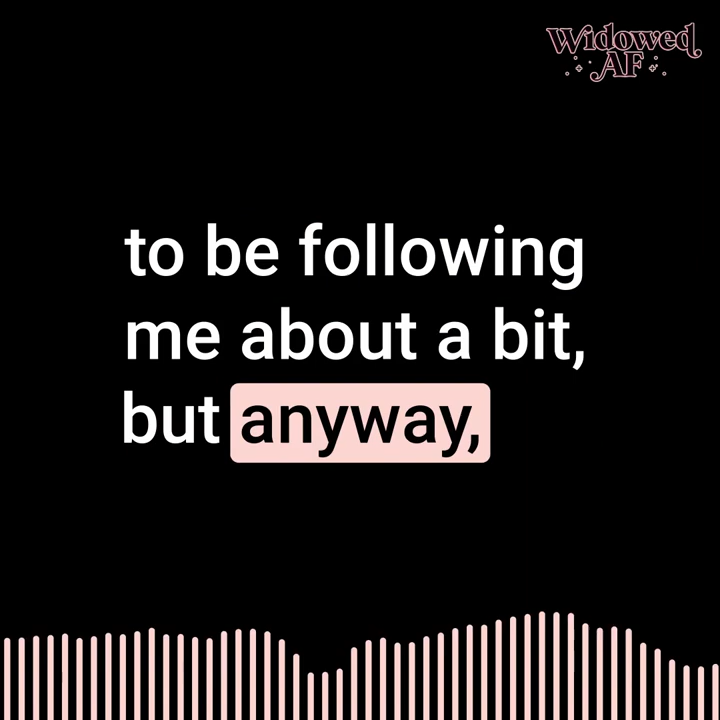 Widowed
AF
to be following
me about a bit,
but anyway,